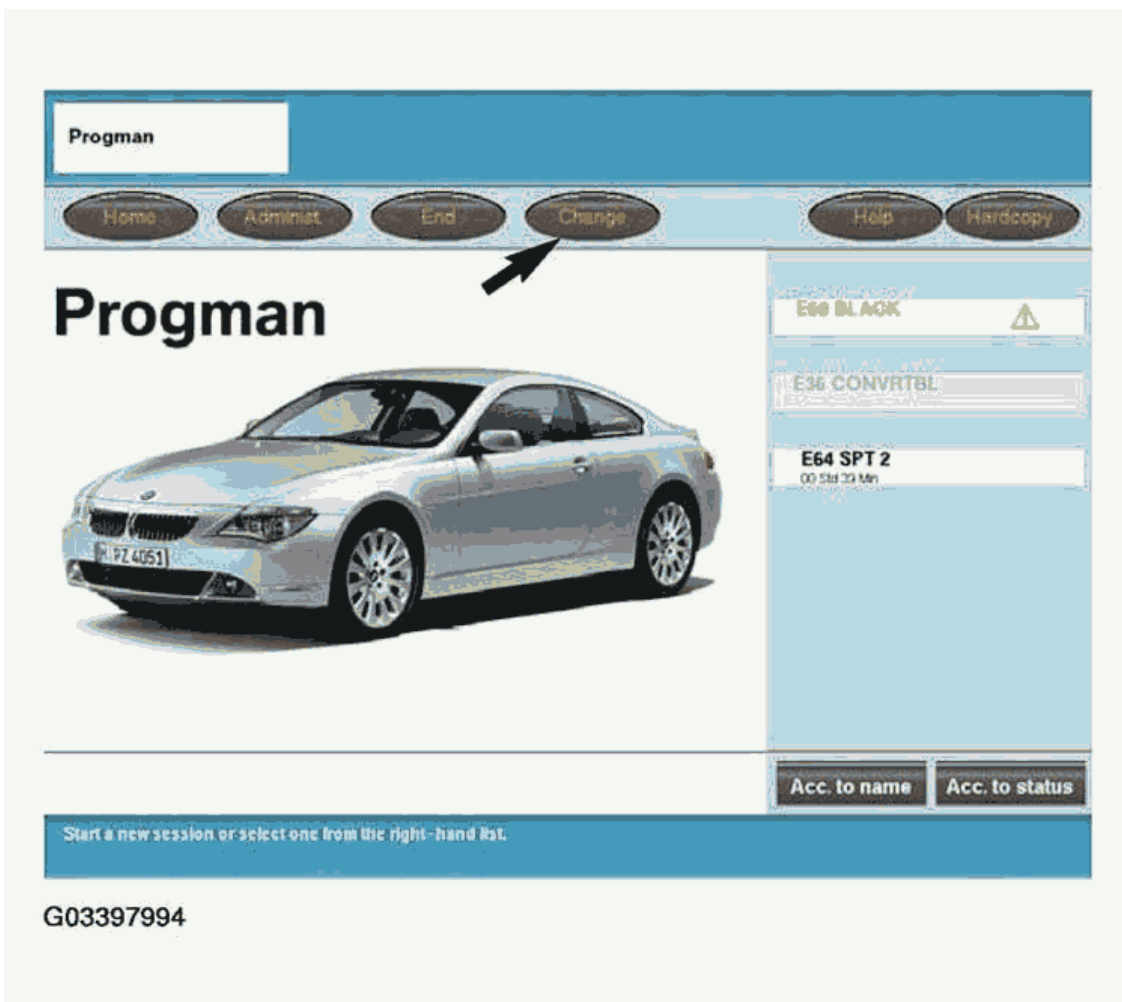 Progman
Home Administ. End Change Help Hardcopy
Progman
BLACK
E36 CONVRTBL
E64 SPT 2
00 Std 39 Min
PZ 4051
Acc. to name Acc. to status
Start a new session or select one from the right-hand list.
G03397994